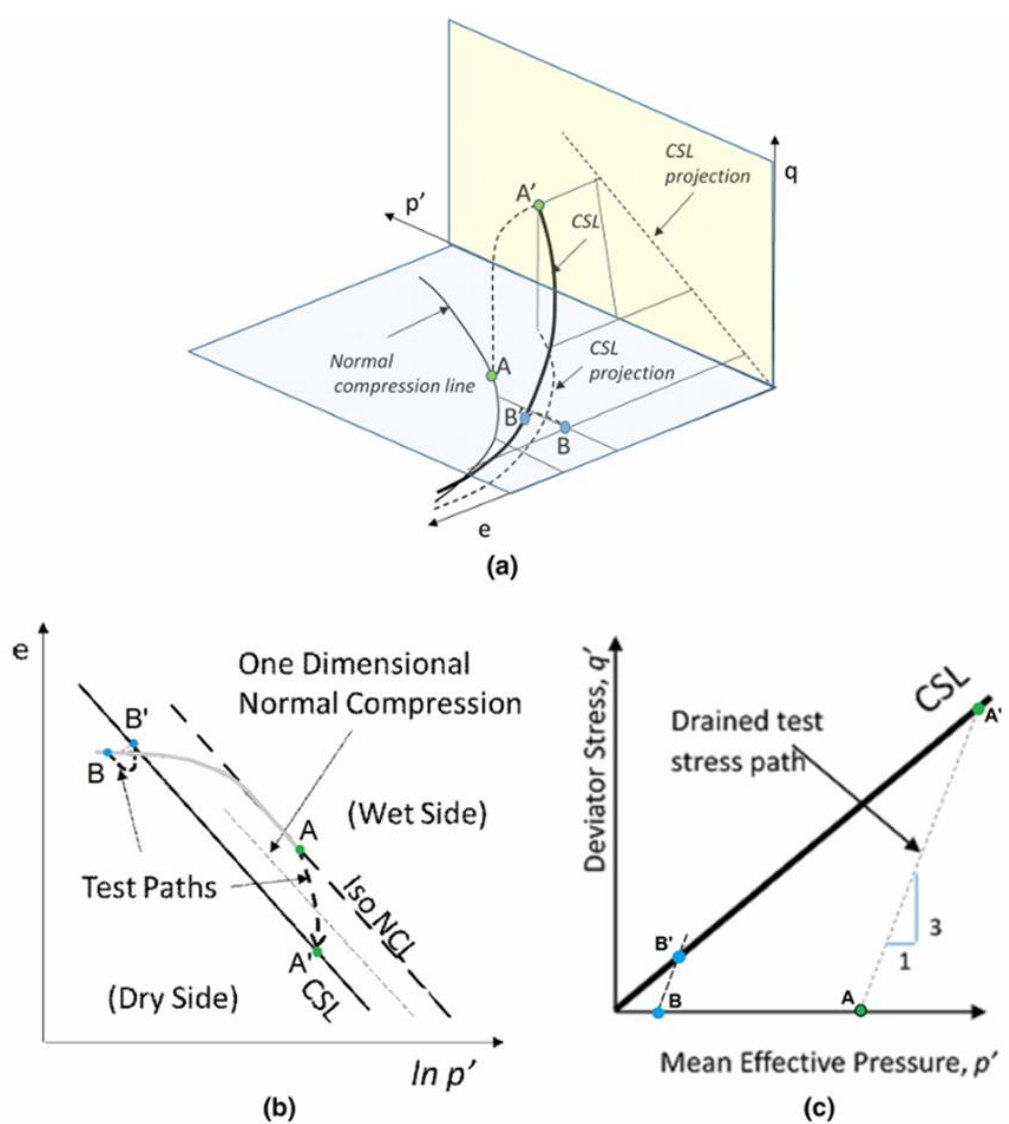 q
CSL
projection
p'
A'
CSL
Normal
compression line
A
CSL
projection
B'
B
e
(a)
e
One Dimensional
Normal Compression
B'
B
(Wet Side)
A
Test Paths
Iso NCL
A'
(Dry Side)
CSL
ln p'
(b)
Deviator Stress, q'
CSL
A'
Drained test
stress path
3
1
B'
B
A
Mean Effective Pressure, p'
(c)